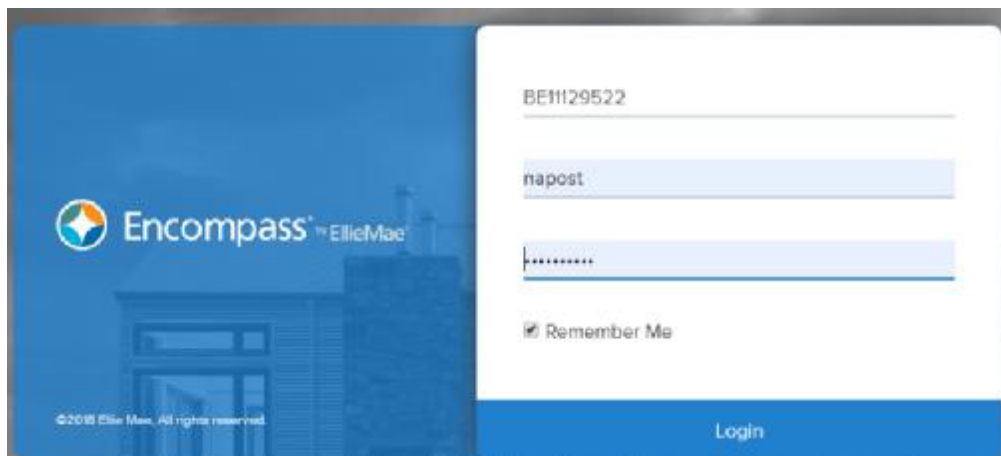 Encompass® by EllieMae®
©2018 Ellie Mae, All rights reserved.
BE11129522
napost
••••••••••
Remember Me
Login